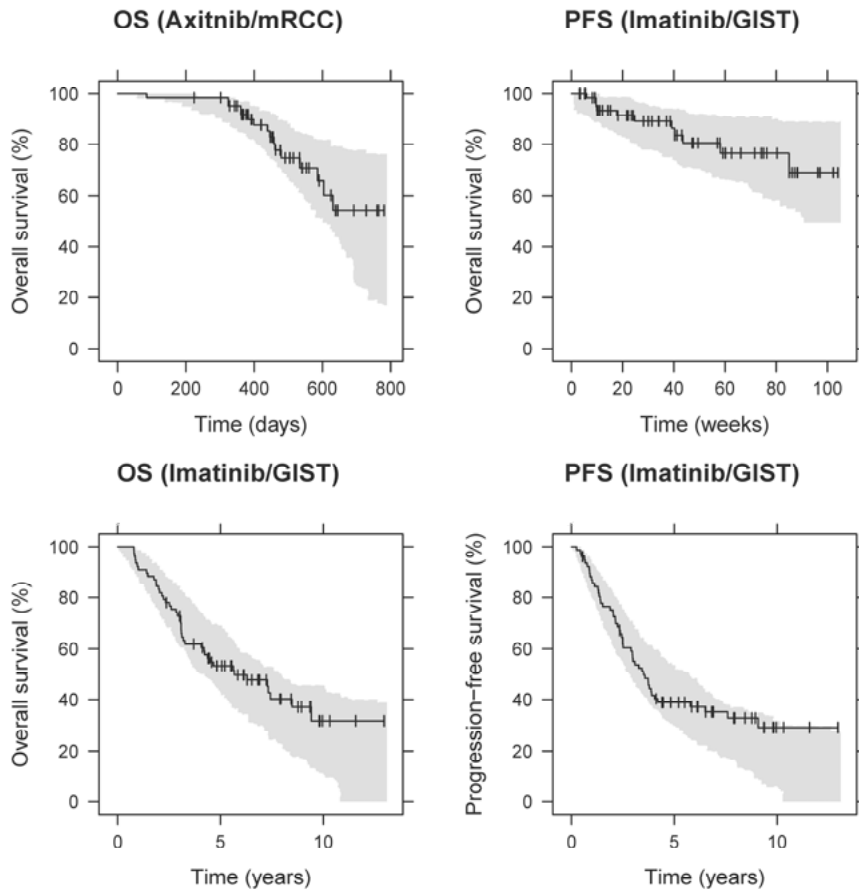 OS (Axitnib/mRCC)
PFS (Imatinib/GIST)
Overall survival (%)
100
80
60
40
20
0
0 200 400 600 800
Time (days)
Overall survival (%)
100
80
60
40
20
0
0 20 40 60 80 100
Time (weeks)
OS (Imatinib/GIST)
PFS (Imatinib/GIST)
Overall survival (%)
100
80
60
40
20
0
0 5 10
Time (years)
Progression−free survival (%)
100
80
60
40
20
0
0 5 10
Time (years)